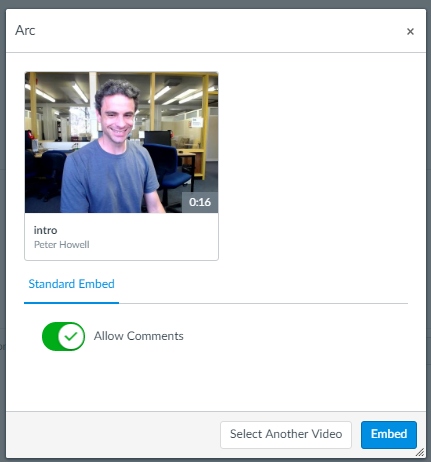 Arc
×
0:16
intro
Peter Howell
Standard Embed
Allow Comments
Select Another Video
Embed